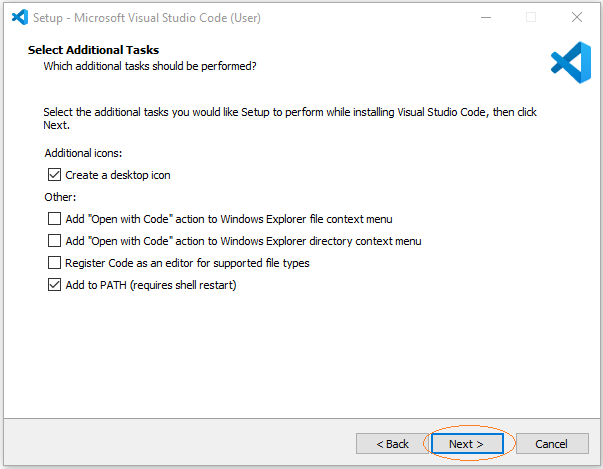 Setup - Microsoft Visual Studio Code (User)
Select Additional Tasks
Which additional tasks should be performed?
Select the additional tasks you would like Setup to perform while installing Visual Studio Code, then click
Next.
Additional icons:
Create a desktop icon
Other:
Add "Open with Code" action to Windows Explorer file context menu
Add "Open with Code" action to Windows Explorer directory context menu
Register Code as an editor for supported file types
Add to PATH (requires shell restart)
< Back Next > Cancel